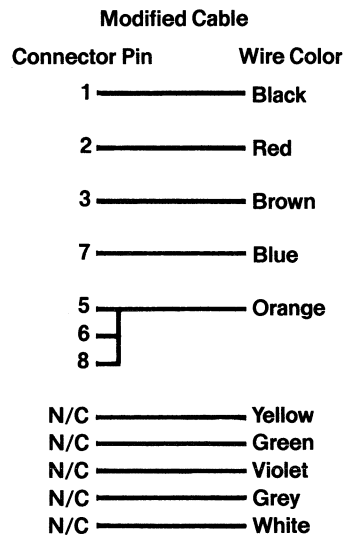 Modified Cable
Connector Pin Wire Color
1 Black
2 Red
3 Brown
7 Blue
5 Orange
6
8
N/C Yellow
N/C Green
N/C Violet
N/C Grey
N/C White